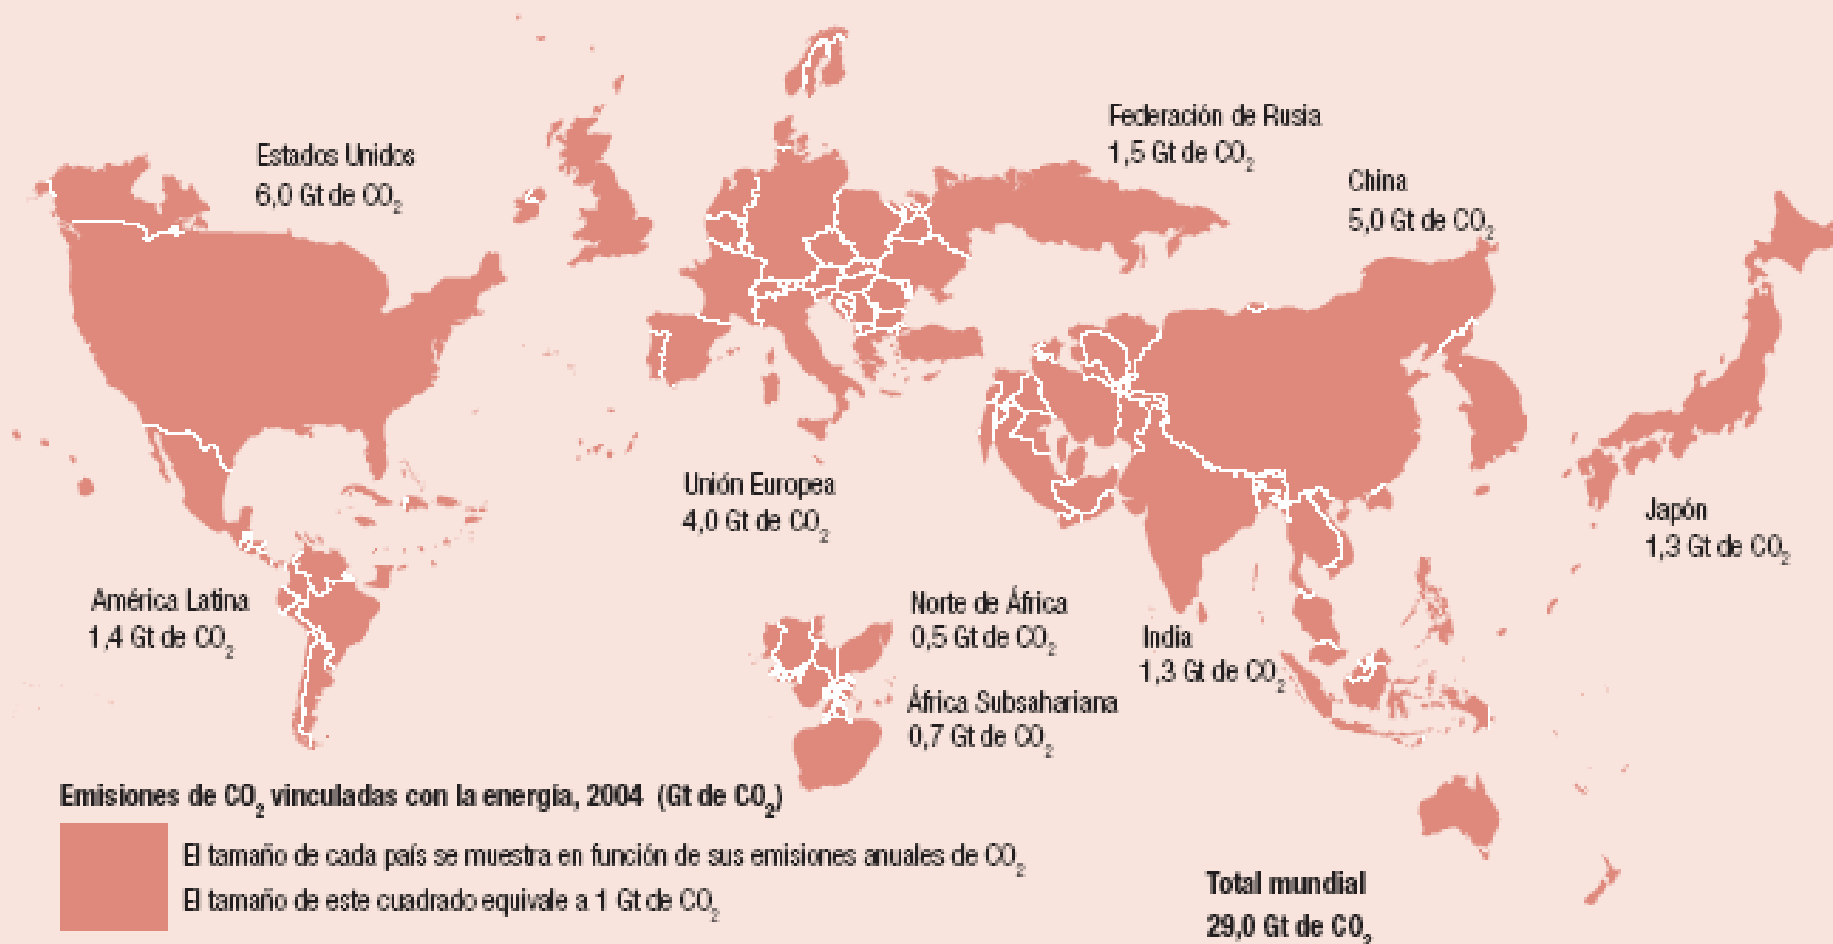 Federación de Rusia
1,5 Gt de CO₂
Estados Unidos
6,0 Gt de CO₂
China
5,0 Gt de CO₂
Unión Europea
4,0 Gt de CO₂
Japón
1,3 Gt de CO₂
América Latina
1,4 Gt de CO₂
Norte de África
0,5 Gt de CO₂
India
1,3 Gt de CO₂
África Subsahariana
0,7 Gt de CO₂
Emisiones de CO₂ vinculadas con la energía, 2004 (Gt de CO₂)
El tamaño de cada país se muestra en función de sus emisiones anuales de CO₂
El tamaño de este cuadrado equivale a 1 Gt de CO₂
Total mundial
29,0 Gt de CO₂